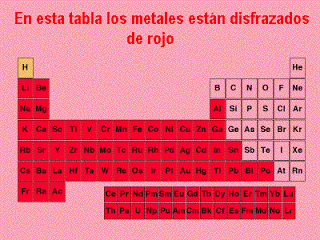 En esta tabla los metales están disfrazados
de rojo
H He
Li Be B C N O F Ne
Na Mg Al Si P S Cl Ar
K Ca Sc Ti V Cr Mn Fe Co Ni Cu Zn Ga Ge As Se Br Kr
Rb Sr Y Zr Nb Mo Tc Ru Rh Pd Ag Cd In Sn Sb Te I Xe
Cs Ba La Hf Ta W Re Os Ir Pt Au Hg Tl Pb Bi Po At Rn
Fr Ra Ac
Ce Pr Nd Pm Sm Eu Gd Tb Dy Ho Er Tm Yb Lu
Th Pa U Np Pu Am Cm Bk Cf Es Fm Md No Lr